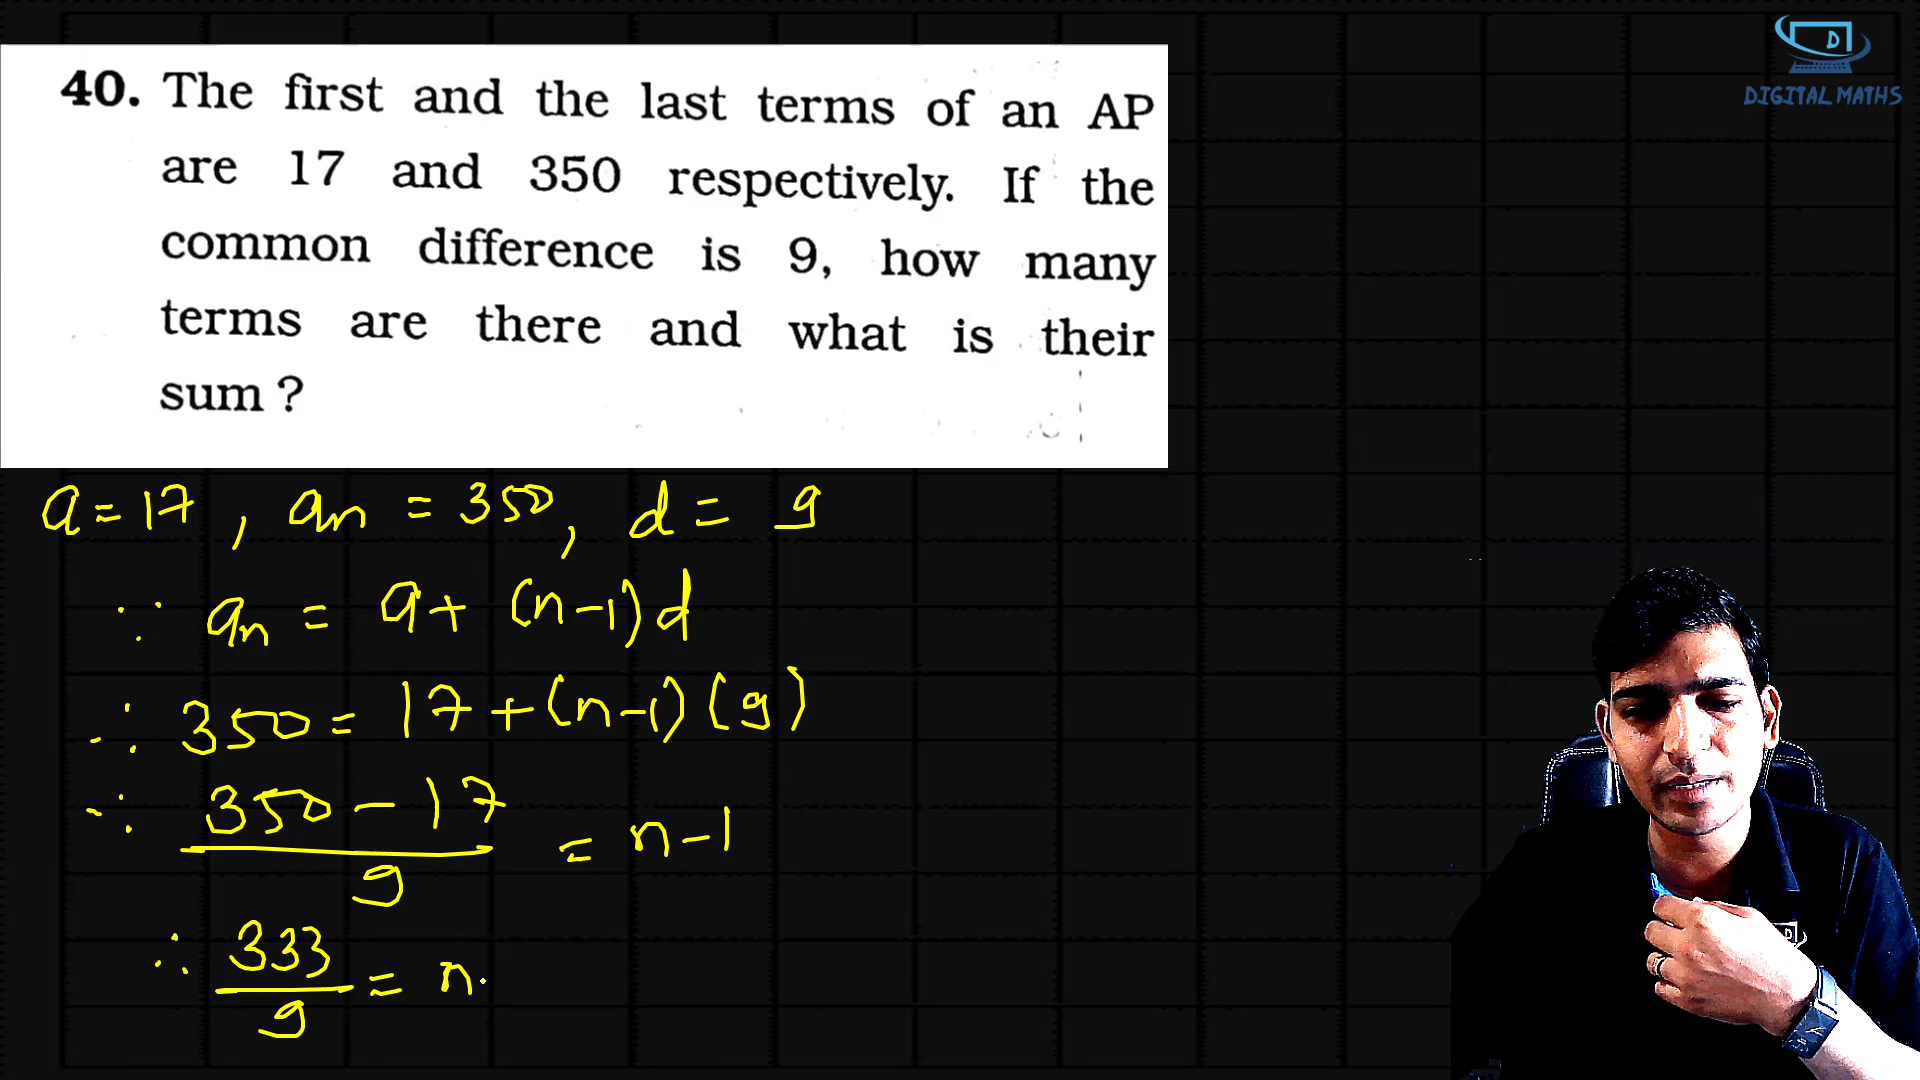 DIGITAL MATHS
40. The first and the last terms of an AP
are 17 and 350 respectively. If the
common difference is 9, how many
terms are there and what is their
sum ?
a = 17 , an = 350, d = 9
∵ an = a + (n-1)d
∴ 350 = 17 + (n-1) (9)
∴ 350 - 17 / 9 = n - 1
∴ 333 / 9 = n